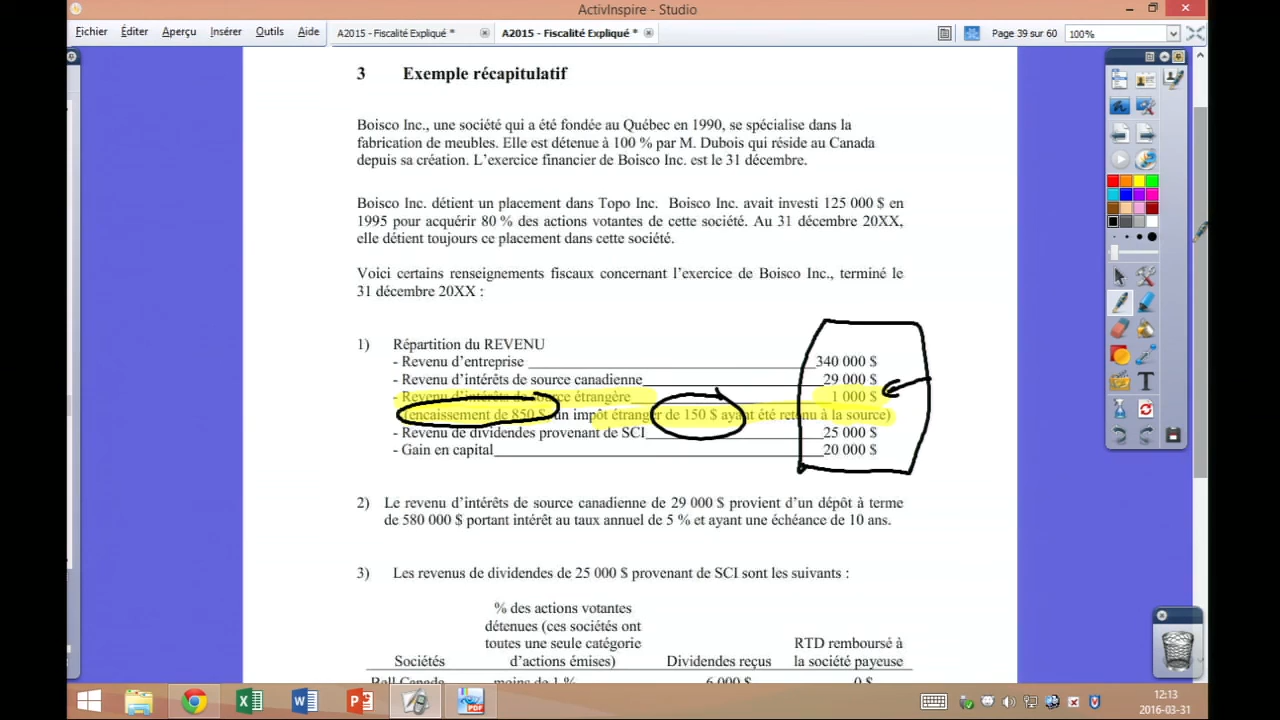 ActivInspire - Studio
Fichier Éditer Aperçu Insérer Outils Aide
A2015 - Fiscalité Expliqué *
A2015 - Fiscalité Expliqué *
Page 39 sur 60
100%
3 Exemple récapitulatif
Boisco Inc., une société qui a été fondée au Québec en 1990, se spécialise dans la
fabrication de meubles. Elle est détenue à 100 % par M. Dubois qui réside au Canada
depuis sa création. L'exercice financier de Boisco Inc. est le 31 décembre.
Boisco Inc. détient un placement dans Topo Inc. Boisco Inc. avait investi 125 000 $ en
1995 pour acquérir 80 % des actions votantes de cette société. Au 31 décembre 20XX,
elle détient toujours ce placement dans cette société.
Voici certains renseignements fiscaux concernant l'exercice de Boisco Inc., terminé le
31 décembre 20XX :
1) Répartition du REVENU
- Revenu d'entreprise 340 000 $
- Revenu d'intérêts de source canadienne 29 000 $
- Revenu d'intérêts de source étrangère 1 000 $
(encaissement de 850 $, un impôt étranger de 150 $ ayant été retenu à la source)
- Revenu de dividendes provenant de SCI 25 000 $
- Gain en capital 20 000 $
2) Le revenu d'intérêts de source canadienne de 29 000 $ provient d'un dépôt à terme
de 580 000 $ portant intérêt au taux annuel de 5 % et ayant une échéance de 10 ans.
3) Les revenus de dividendes de 25 000 $ provenant de SCI sont les suivants :
% des actions votantes
détenues (ces sociétés ont
toutes une seule catégorie RTD remboursé à
Sociétés d'actions émises) Dividendes reçus la société payeuse
Bell Canada moins de 1 % 6 000 $ 0 $
12:13
2016-03-31